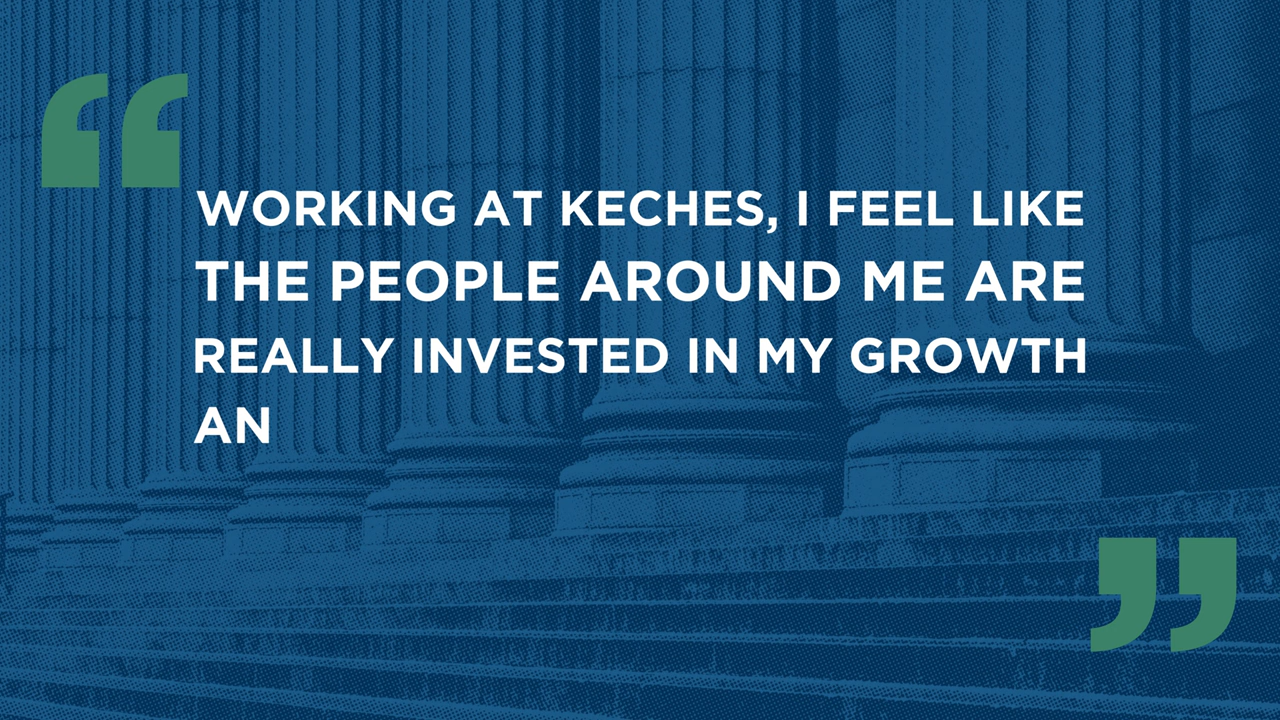 “
WORKING AT KECHES, I FEEL LIKE
THE PEOPLE AROUND ME ARE
REALLY INVESTED IN MY GROWTH
AN
”